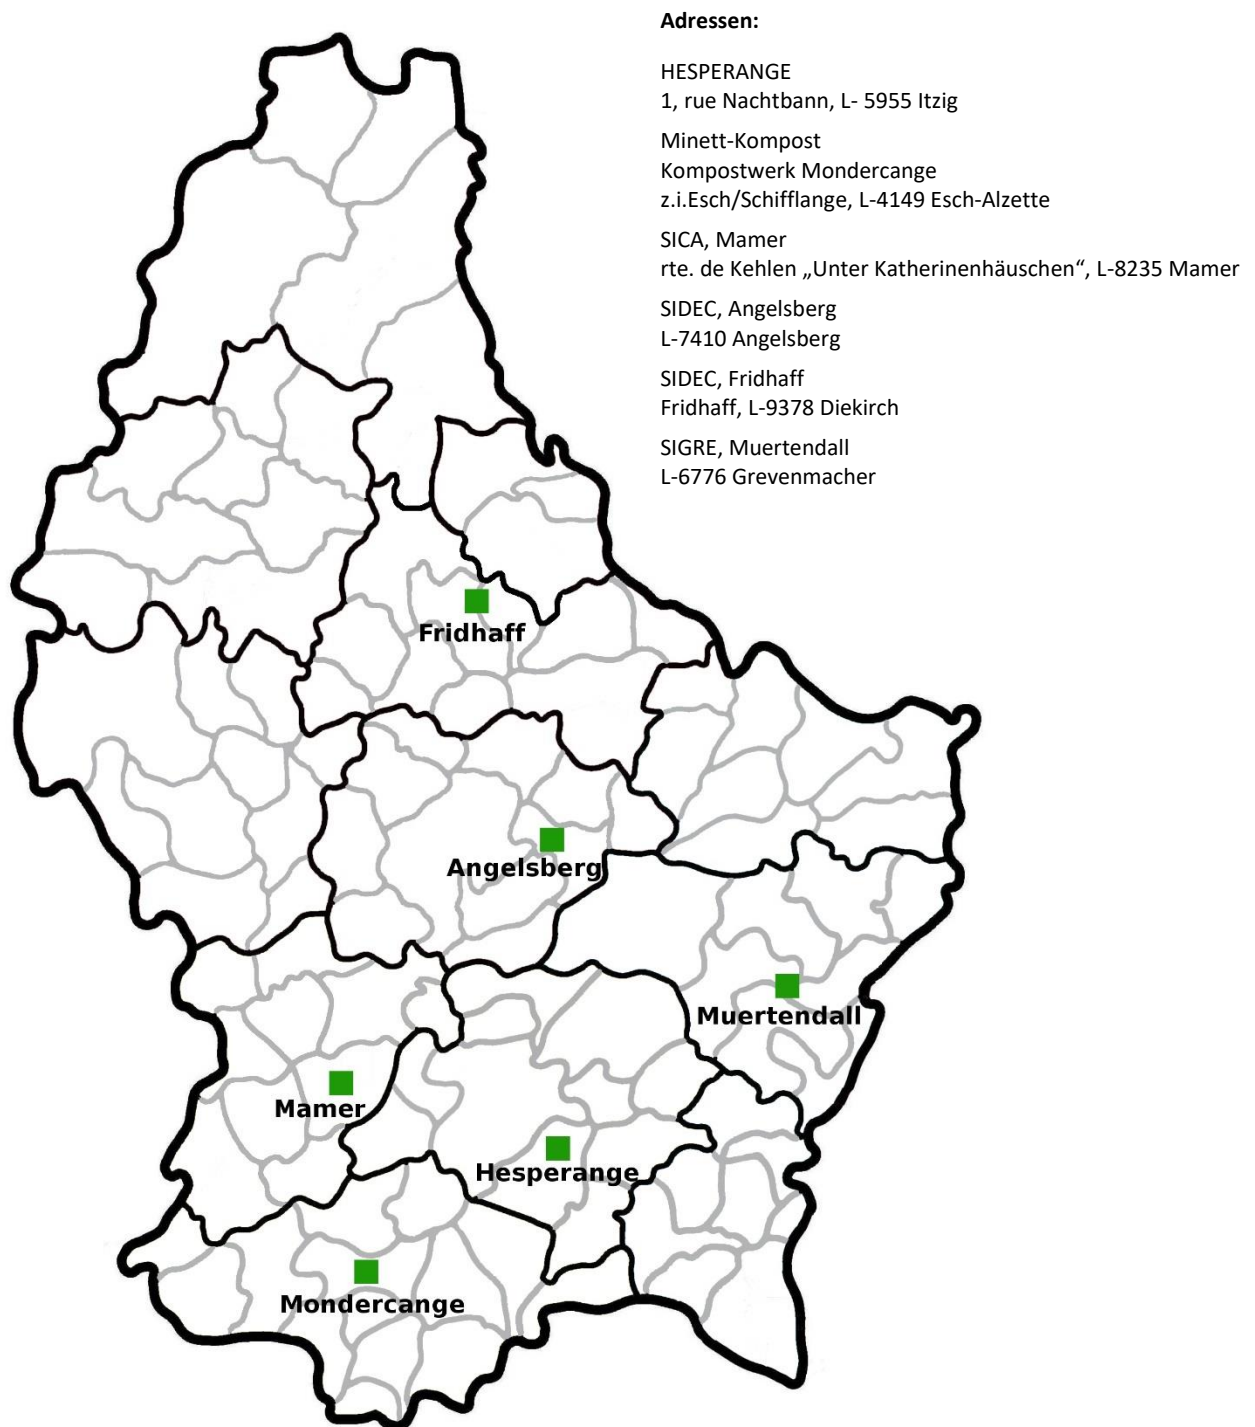 Adressen:
HESPERANGE
1, rue Nachtbann, L- 5955 Itzig
Minett-Kompost
Kompostwerk Mondercange
z.i.Esch/Schifflange, L-4149 Esch-Alzette
SICA, Mamer
rte. de Kehlen „Unter Katherinenhäuschen“, L-8235 Mamer
SIDEC, Angelsberg
L-7410 Angelsberg
SIDEC, Fridhaff
Fridhaff, L-9378 Diekirch
SIGRE, Muertendall
L-6776 Grevenmacher
Fridhaff
Angelsberg
Muertendall
Mamer
Hesperange
Mondercange